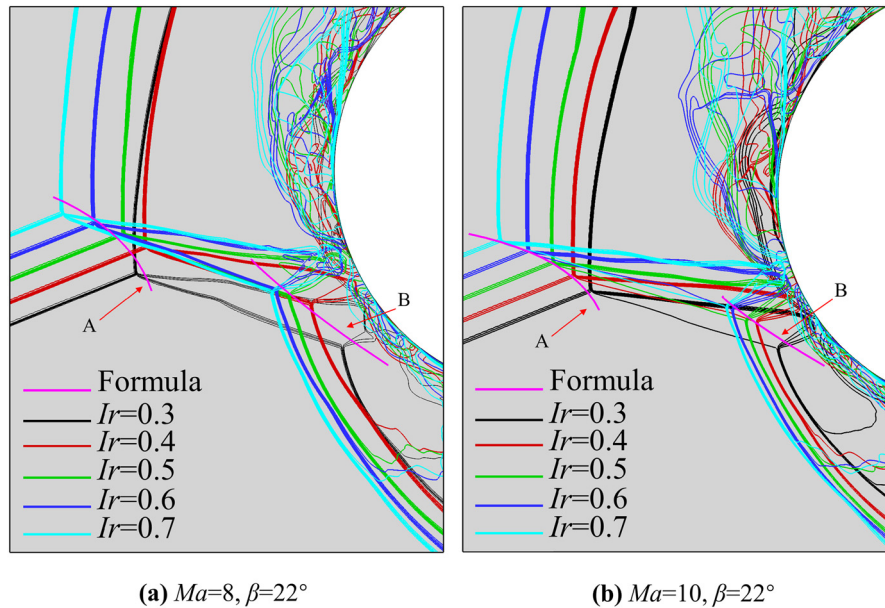 A
B
Formula
Ir=0.3
Ir=0.4
Ir=0.5
Ir=0.6
Ir=0.7
(a) Ma=8, β=22°
A
B
Formula
Ir=0.3
Ir=0.4
Ir=0.5
Ir=0.6
Ir=0.7
(b) Ma=10, β=22°